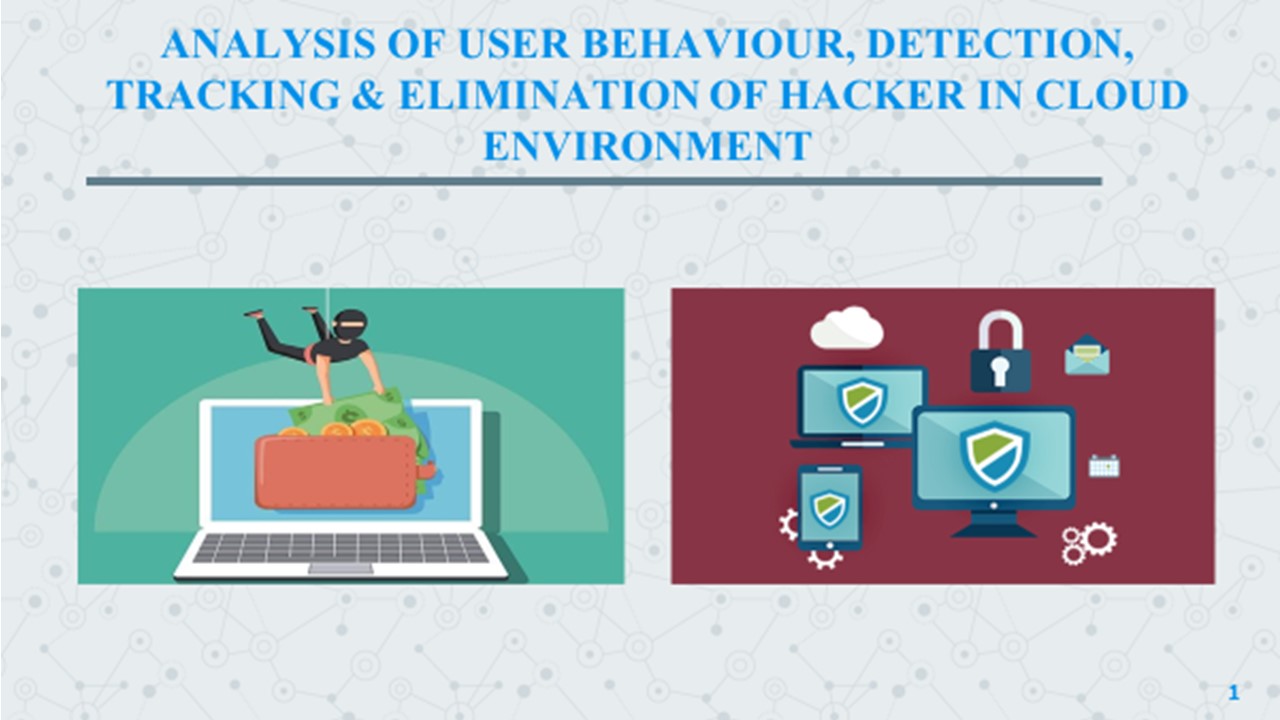 ANALYSIS OF USER BEHAVIOUR, DETECTION,
TRACKING & ELIMINATION OF HACKER IN CLOUD
ENVIRONMENT
1